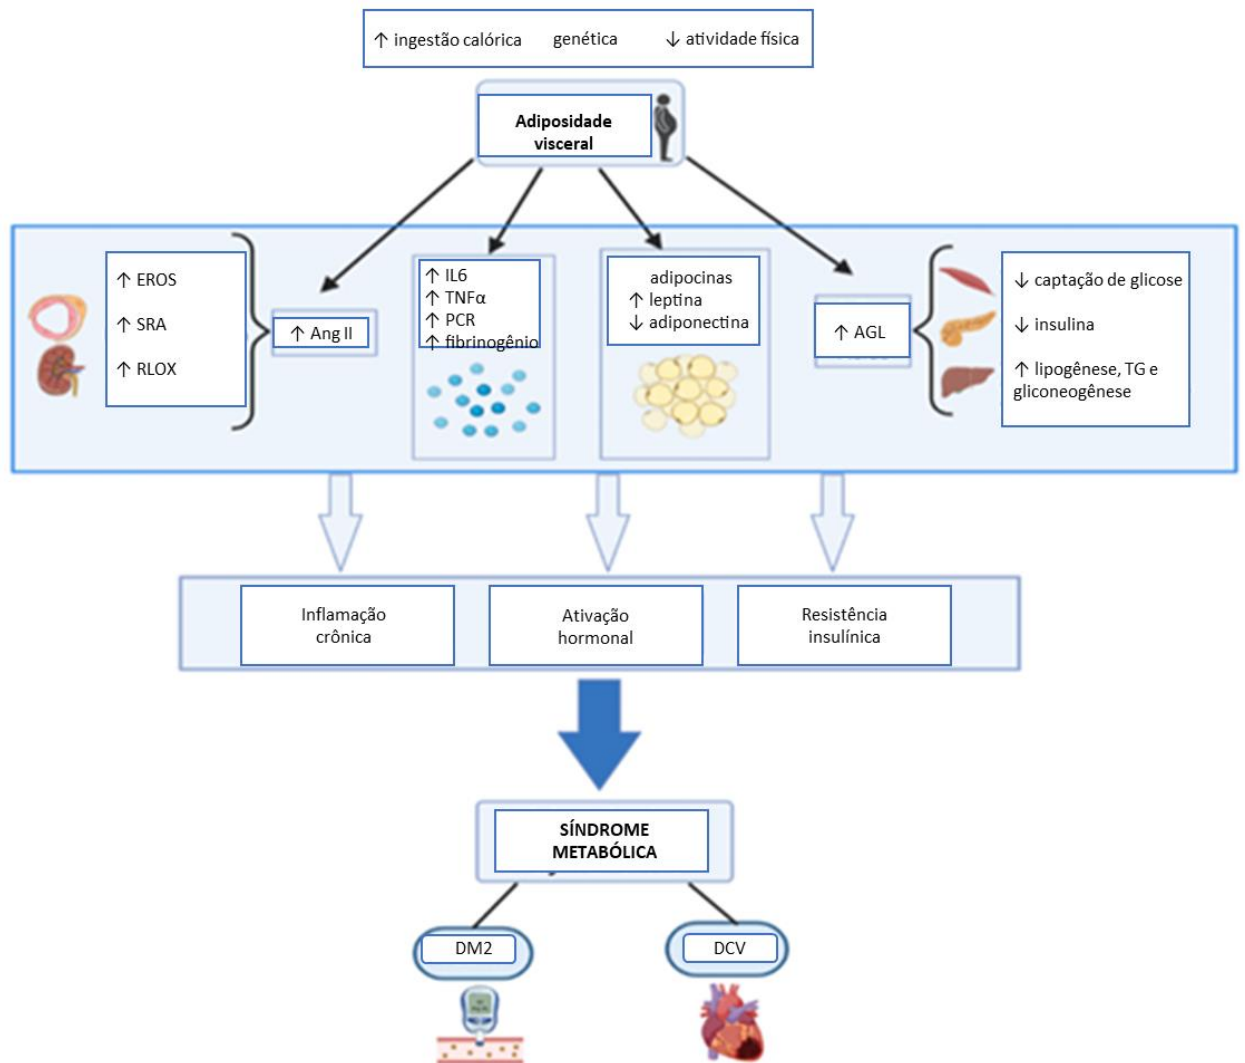 ↑ ingestão calórica genética ↓ atividade física
Adiposidade
visceral
↑ EROS
↑ SRA
↑ RLOX
↑ Ang II
↑ IL6
↑ TNFα
↑ PCR
↑ fibrinogênio
adipocinas
↑ leptina
↓ adiponectina
↑ AGL
↓ captação de glicose
↓ insulina
↑ lipogênese, TG e
gliconeogênese
Inflamação
crônica
Ativação
hormonal
Resistência
insulínica
SÍNDROME
METABÓLICA
DM2
DCV